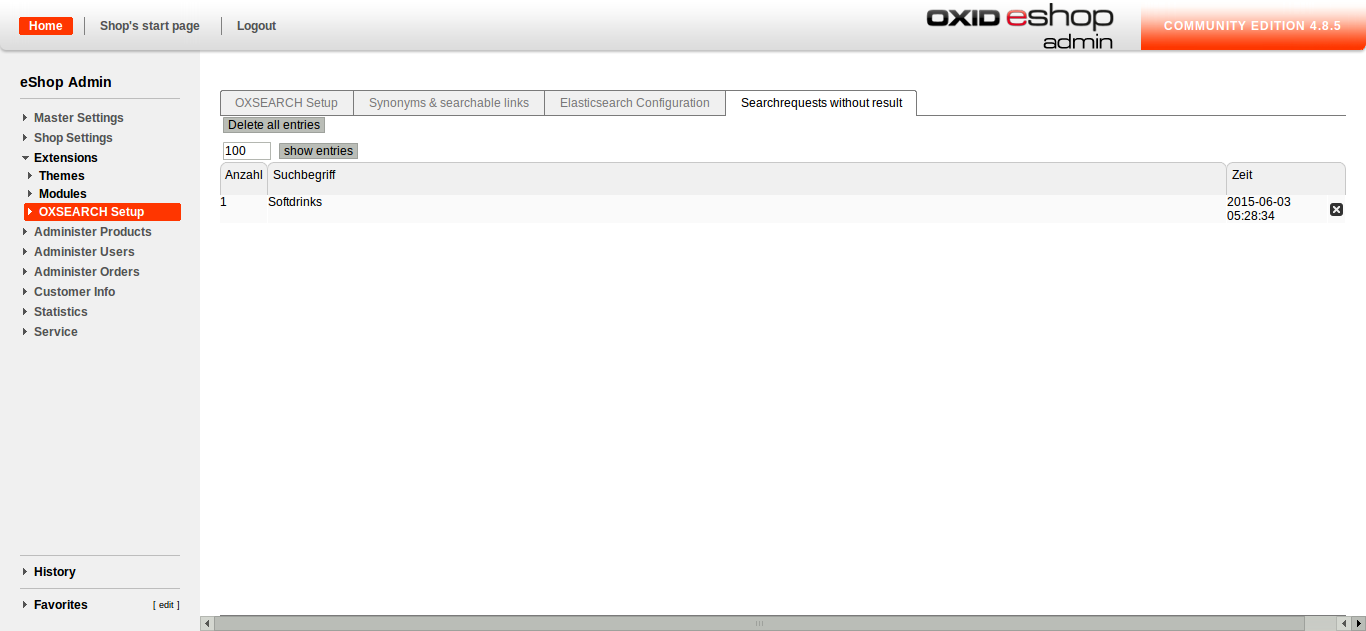 Home
Shop's start page
Logout
OXID eshop
admin
COMMUNITY EDITION 4.8.5
eShop Admin
Master Settings
Shop Settings
Extensions
Themes
Modules
OXSEARCH Setup
Administer Products
Administer Users
Administer Orders
Customer Info
Statistics
Service
History
Favorites
[ edit ]
OXSEARCH Setup
Synonyms & searchable links
Elasticsearch Configuration
Searchrequests without result
Delete all entries
100
show entries
Anzahl
Suchbegriff
Zeit
1
Softdrinks
2015-06-03
05:28:34